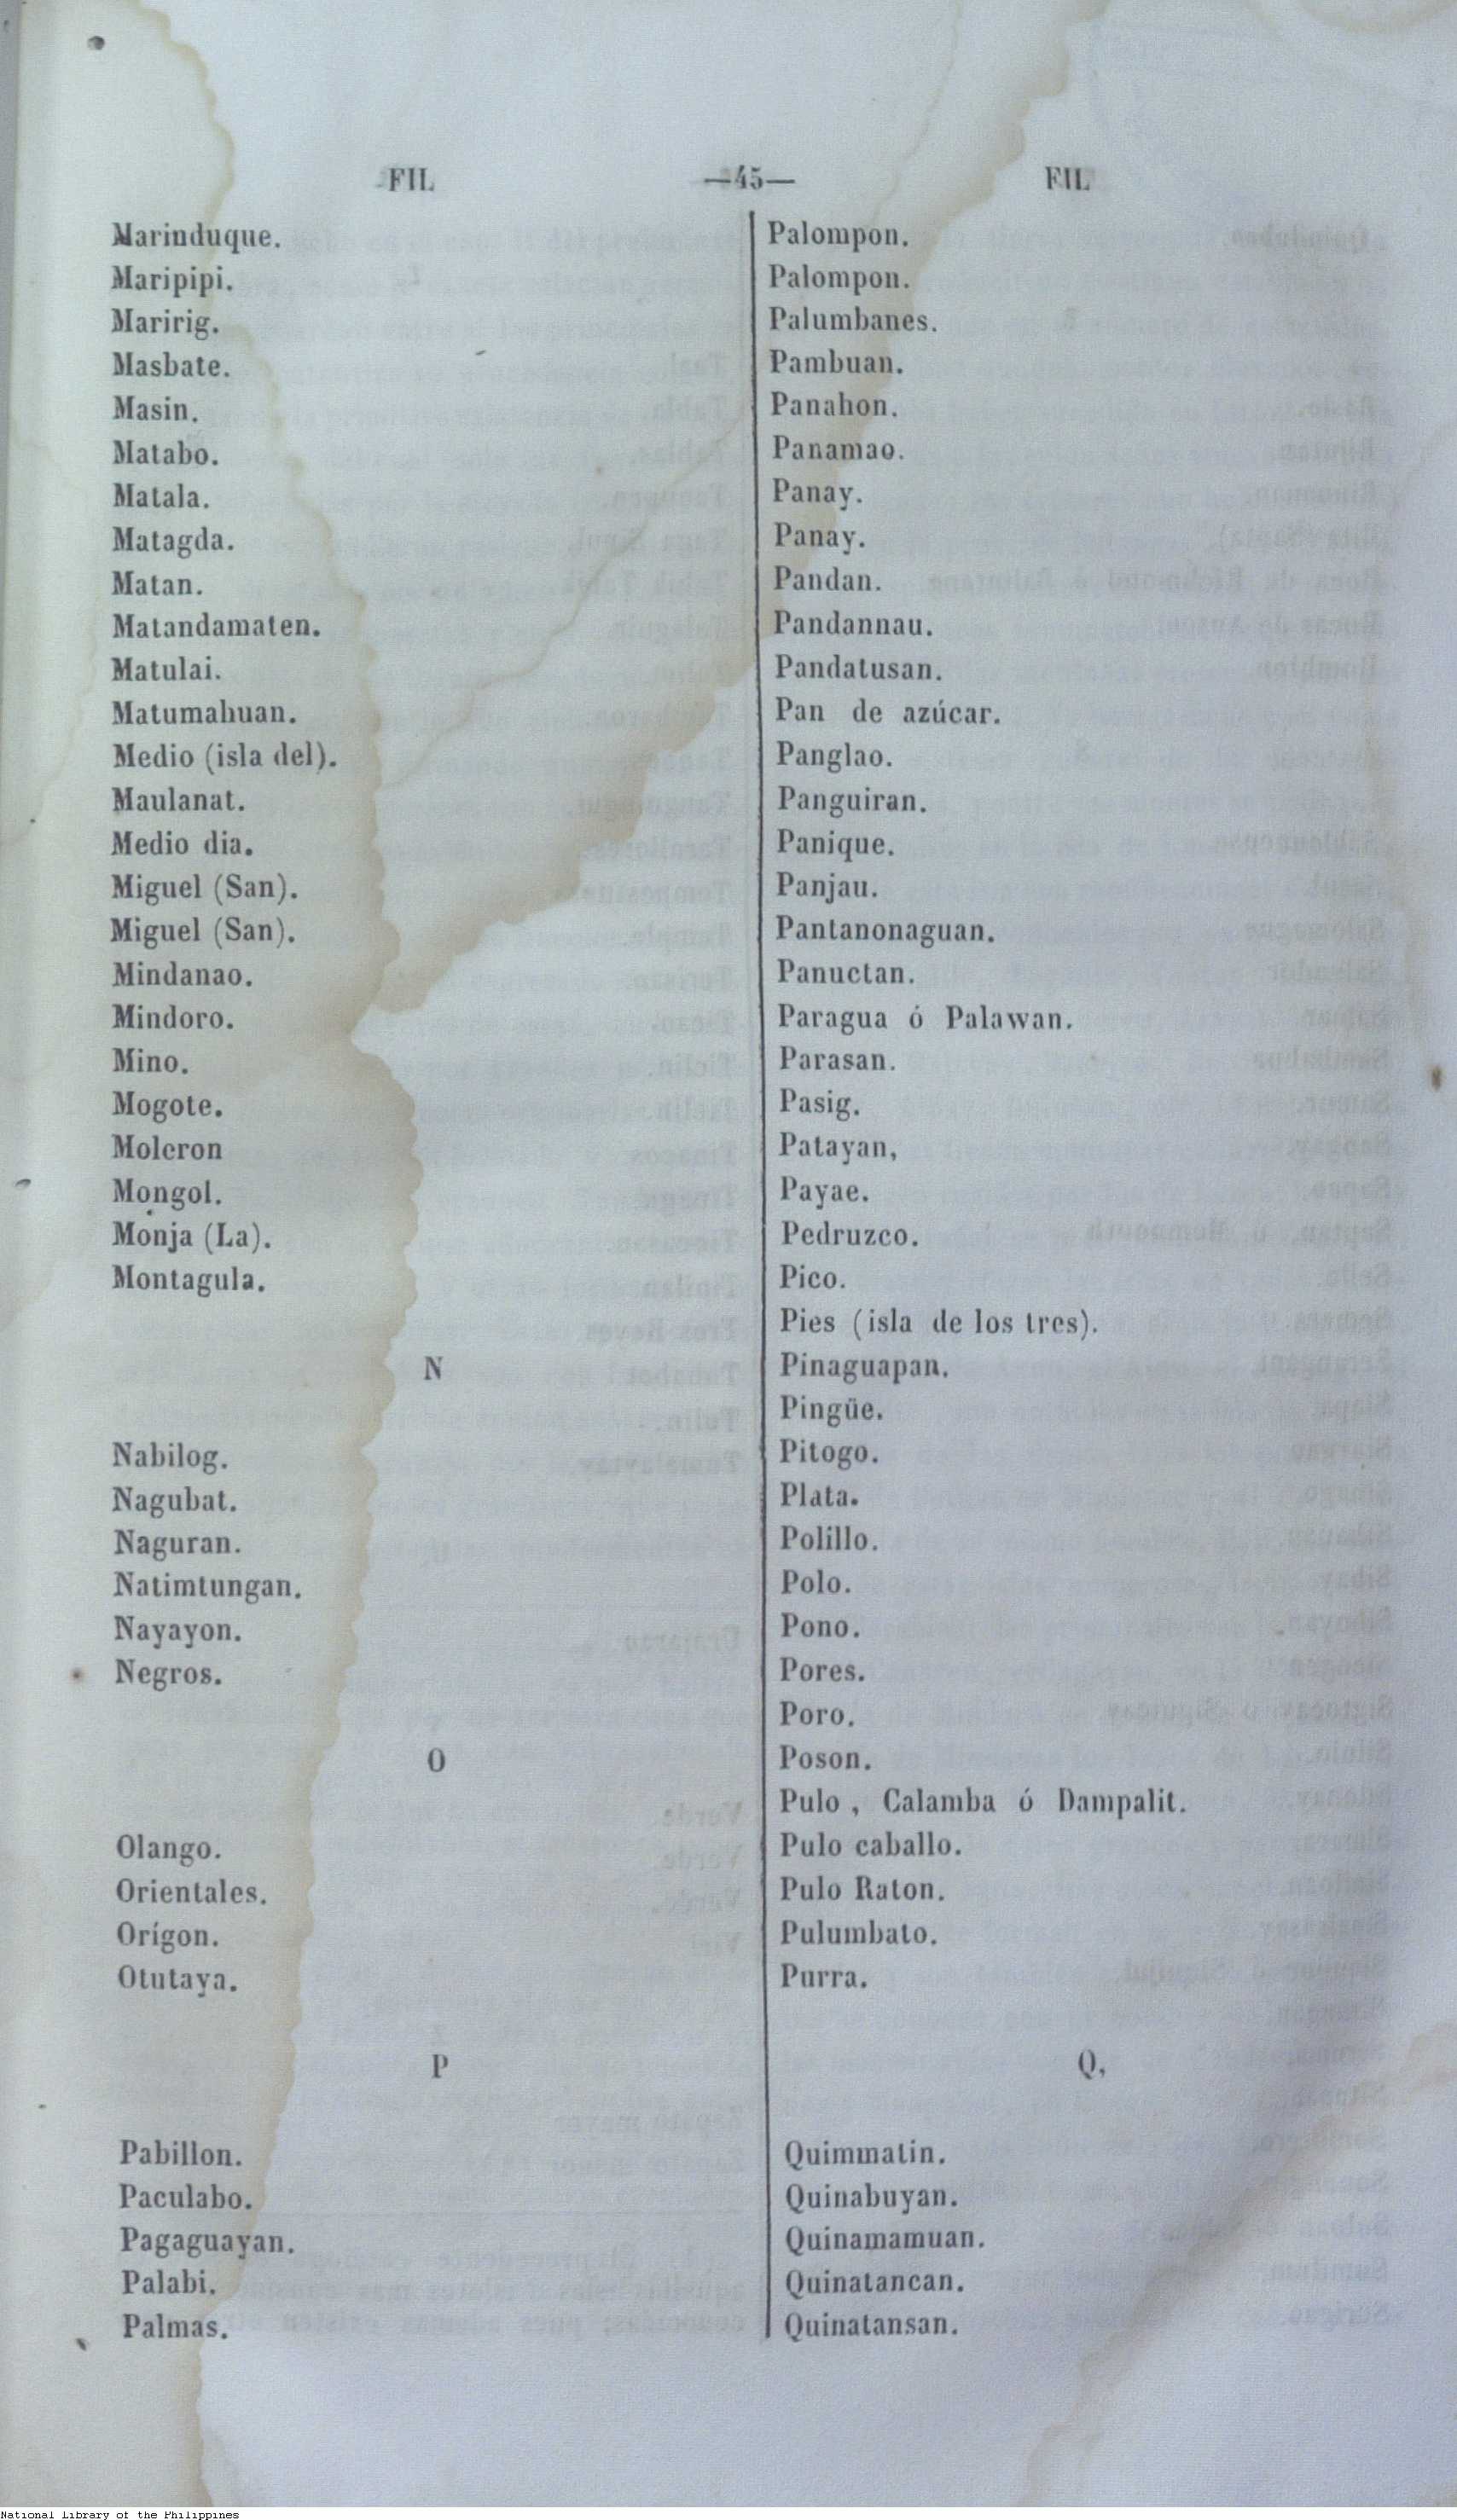 FIL —45— FIL
Marinduque.
Maripipi.
Maririg.
Masbate.
Masin.
Matabo.
Matala.
Matagda.
Matan.
Matandamaten.
Matulai.
Matumahuan.
Medio (isla del).
Maulanat.
Medio dia.
Miguel (San).
Miguel (San).
Mindanao.
Mindoro.
Mino.
Mogote.
Moleron
Mongol.
Monja (La).
Montagula.
N
Nabilog.
Nagubat.
Naguran.
Natimtungan.
Nayayon.
Negros.
O
Olango.
Orientales.
Orígon.
Otutaya.
P
Pabillon.
Paculabo.
Pagaguayan.
Palabi.
Palmas.
Palompon.
Palompon.
Palumbanes.
Pambuan.
Panahon.
Panamao.
Panay.
Panay.
Pandan.
Pandannau.
Pandatusan.
Pan de azúcar.
Panglao.
Panguiran.
Panique.
Panjau.
Pantanonaguan.
Panuctan.
Paragua ó Palawan.
Parasan.
Pasig.
Patayan,
Payae.
Pedruzco.
Pico.
Pies (isla de los tres).
Pinaguapan.
Pingüe.
Pitogo.
Plata.
Polillo.
Polo.
Pono.
Pores.
Poro.
Poson.
Pulo , Calamba ó Dampalit.
Pulo caballo.
Pulo Raton.
Pulumbato.
Purra.
Q,
Quimmatin.
Quinabuyan.
Quinamamuan.
Quinatancan.
Quinatansan.
National Library of the Philippines